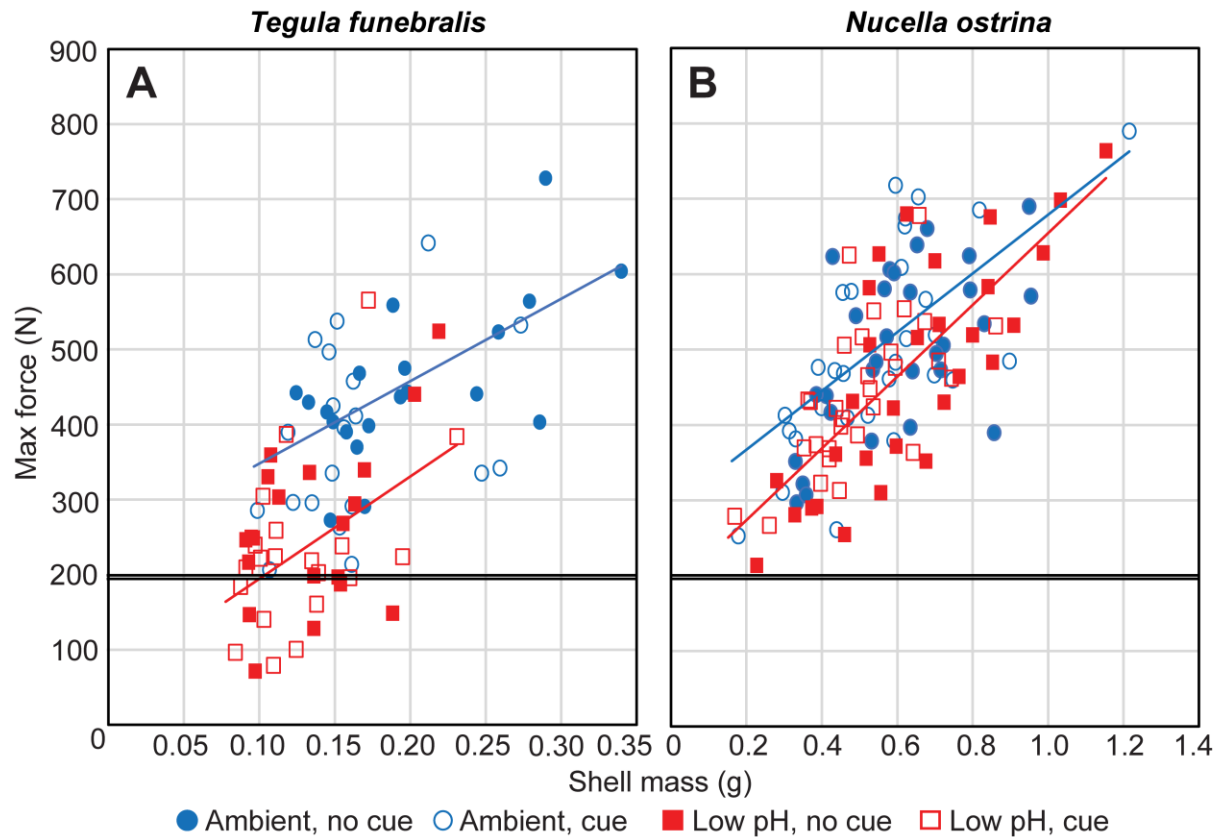 Tegula funebralis
Nucella ostrina
A
B
Max force (N)
900
800
700
600
500
400
300
200
100
0 0.05 0.10 0.15 0.20 0.25 0.30 0.35
0 0.2 0.4 0.6 0.8 1.0 1.2 1.4
Shell mass (g)
Ambient, no cue Ambient, cue Low pH, no cue Low pH, cue